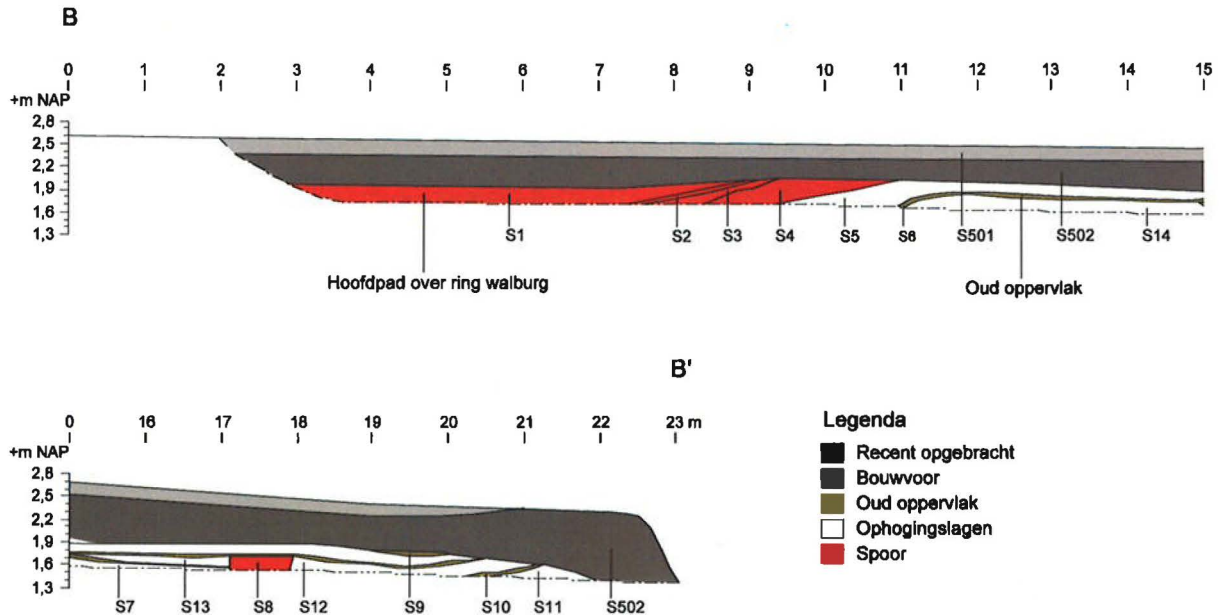 B
0 1 2 3 4 5 6 7 8 9 10 11 12 13 14 15
+m NAP
2,8
2,5
2,2
1,9
1,6
1,3
S1 S2 S3 S4 S5 S6 S501 S502 S14
Hoofdpad over ring walburg
Oud oppervlak
B'
0 16 17 18 19 20 21 22 23 m
+m NAP
2,8
2,5
2,2
1,9
1,6
1,3
S7 S13 S8 S12 S9 S10 S11 S502
Legenda
Recent opgebracht
Bouwvoor
Oud oppervlak
Ophogingslagen
Spoor